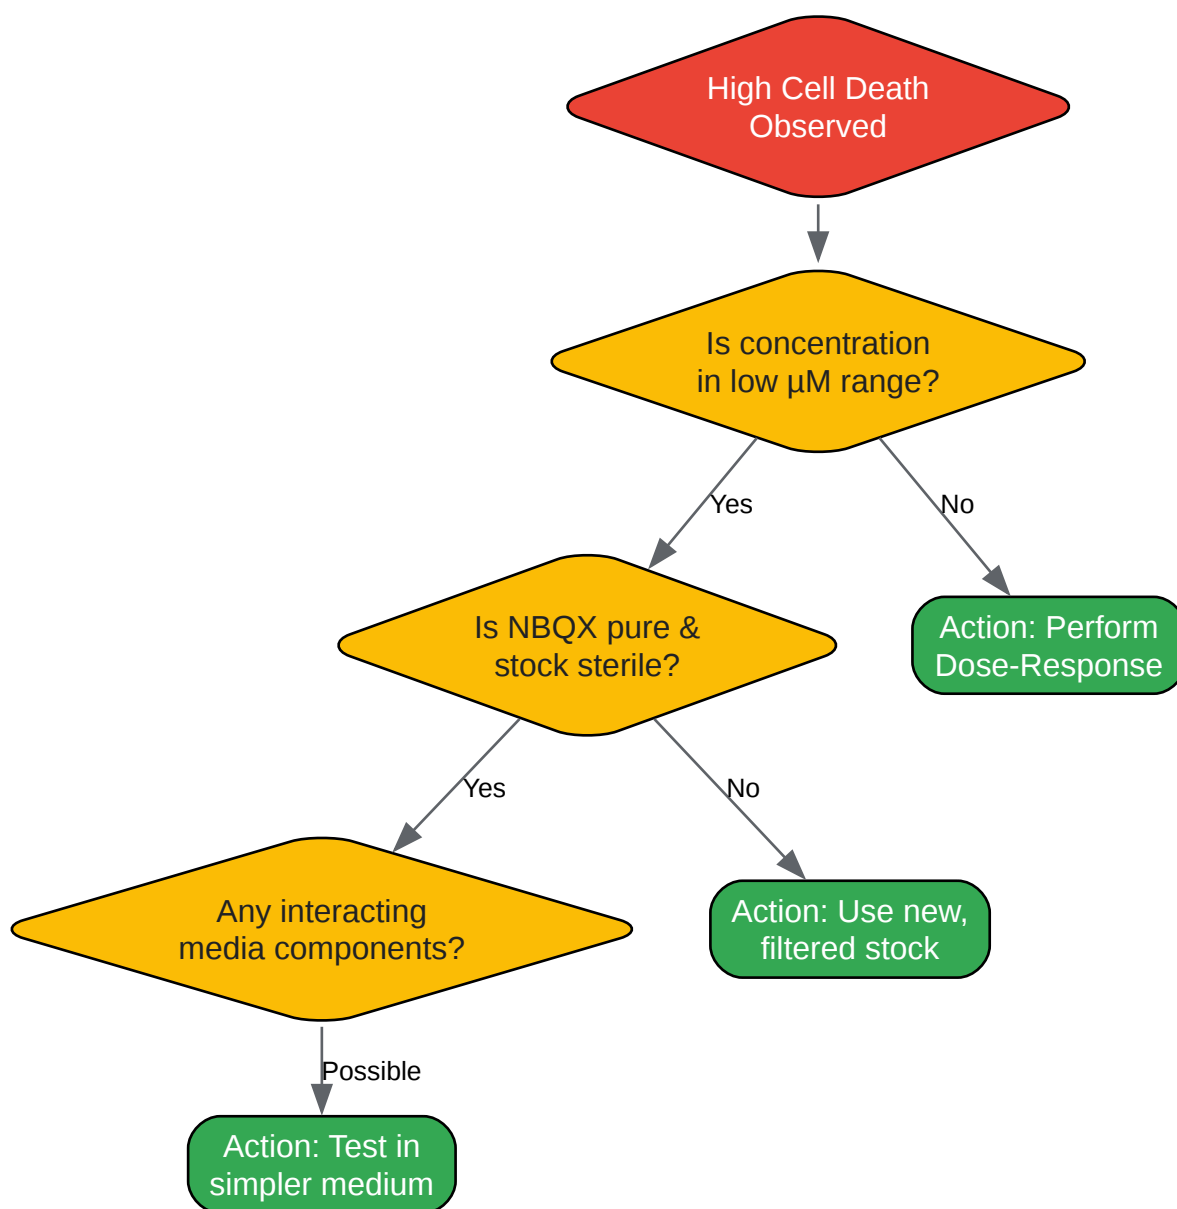 High Cell Death
Observed
Is concentration
in low µM range?
Yes
No
Is NBQX pure &
stock sterile?
Action: Perform
Dose-Response
Yes
No
Any interacting
media components?
Action: Use new,
filtered stock
Possible
Action: Test in
simpler medium